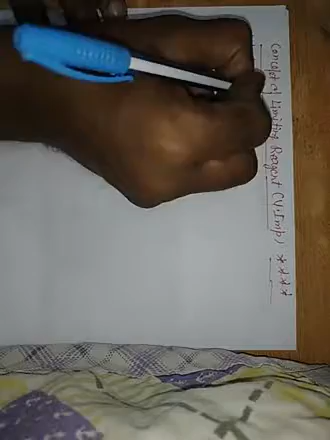 Concept of Limiting Reagent (V.Imp) ****